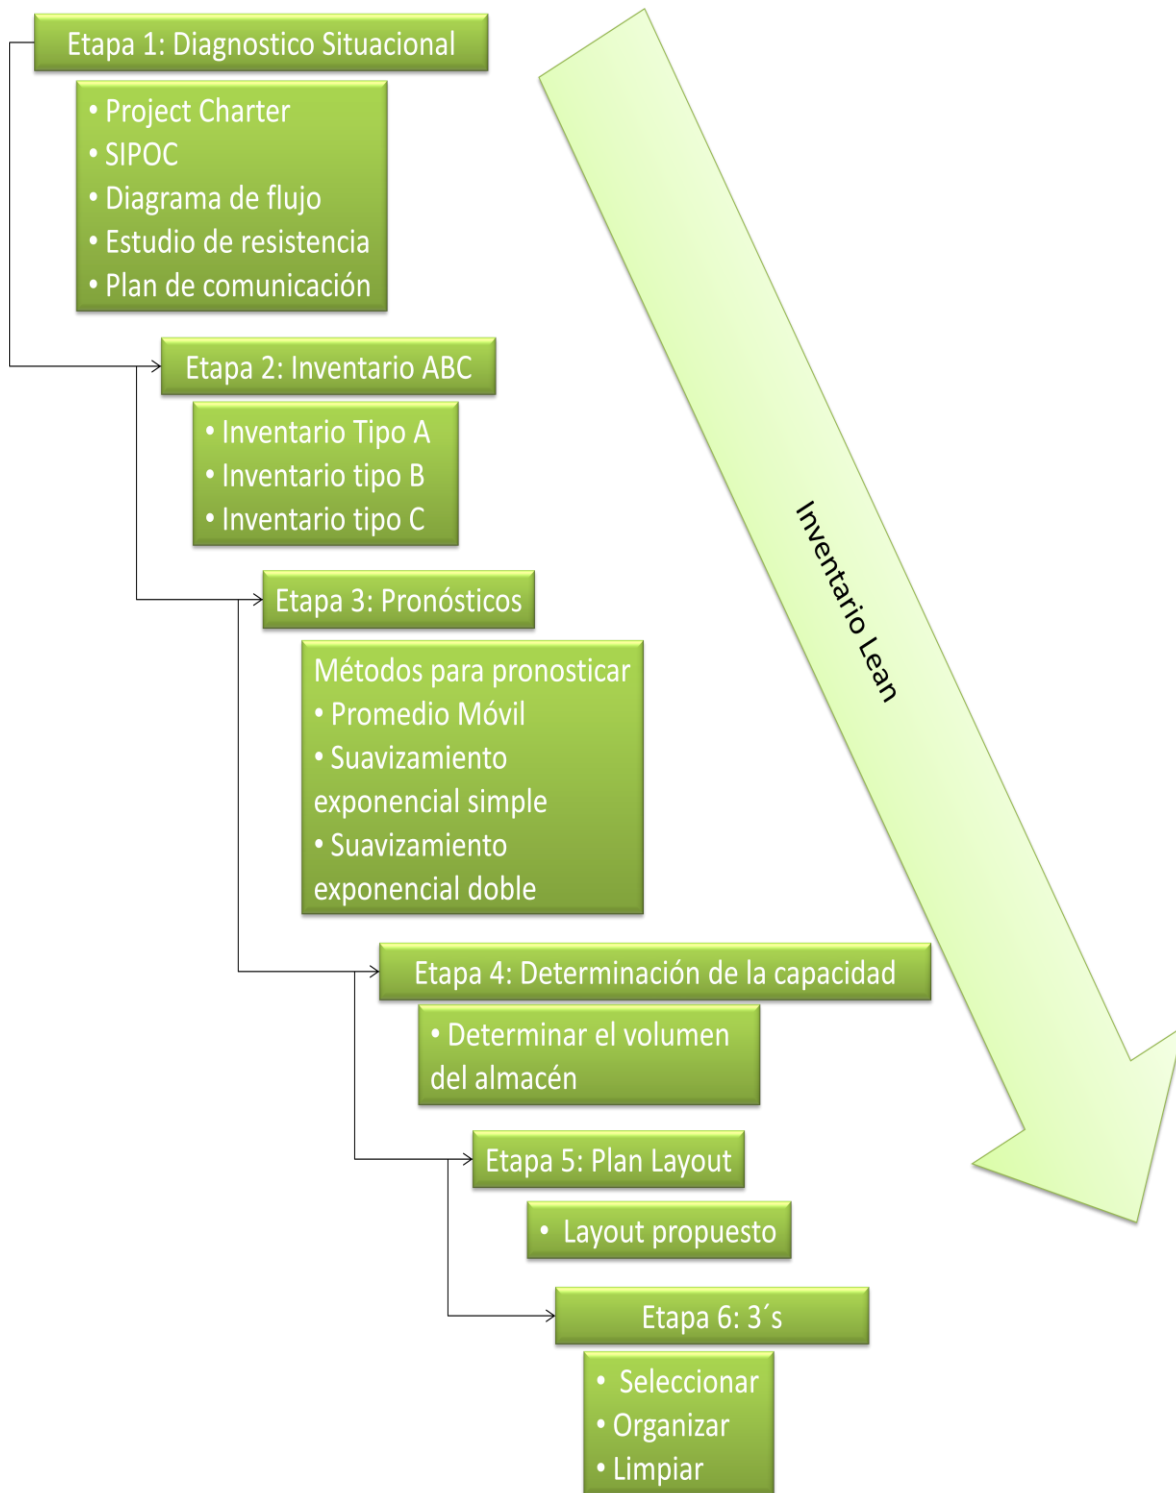 Etapa 1: Diagnostico Situacional
• Project Charter
• SIPOC
• Diagrama de flujo
• Estudio de resistencia
• Plan de comunicación
Etapa 2: Inventario ABC
• Inventario Tipo A
• Inventario tipo B
• Inventario tipo C
Etapa 3: Pronósticos
Métodos para pronosticar
• Promedio Móvil
• Suavizamiento
exponencial simple
• Suavizamiento
exponencial doble
Etapa 4: Determinación de la capacidad
• Determinar el volumen
del almacén
Etapa 5: Plan Layout
• Layout propuesto
Etapa 6: 3´s
• Seleccionar
• Organizar
• Limpiar
Inventario Lean